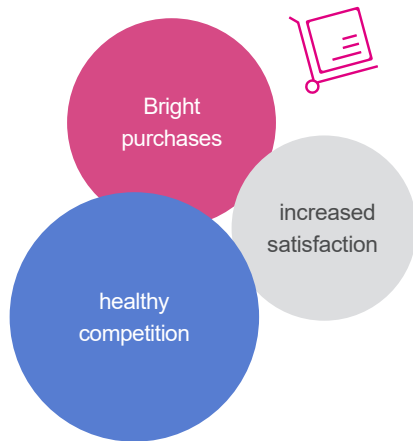 Bright
purchases
increased
satisfaction
healthy
competition